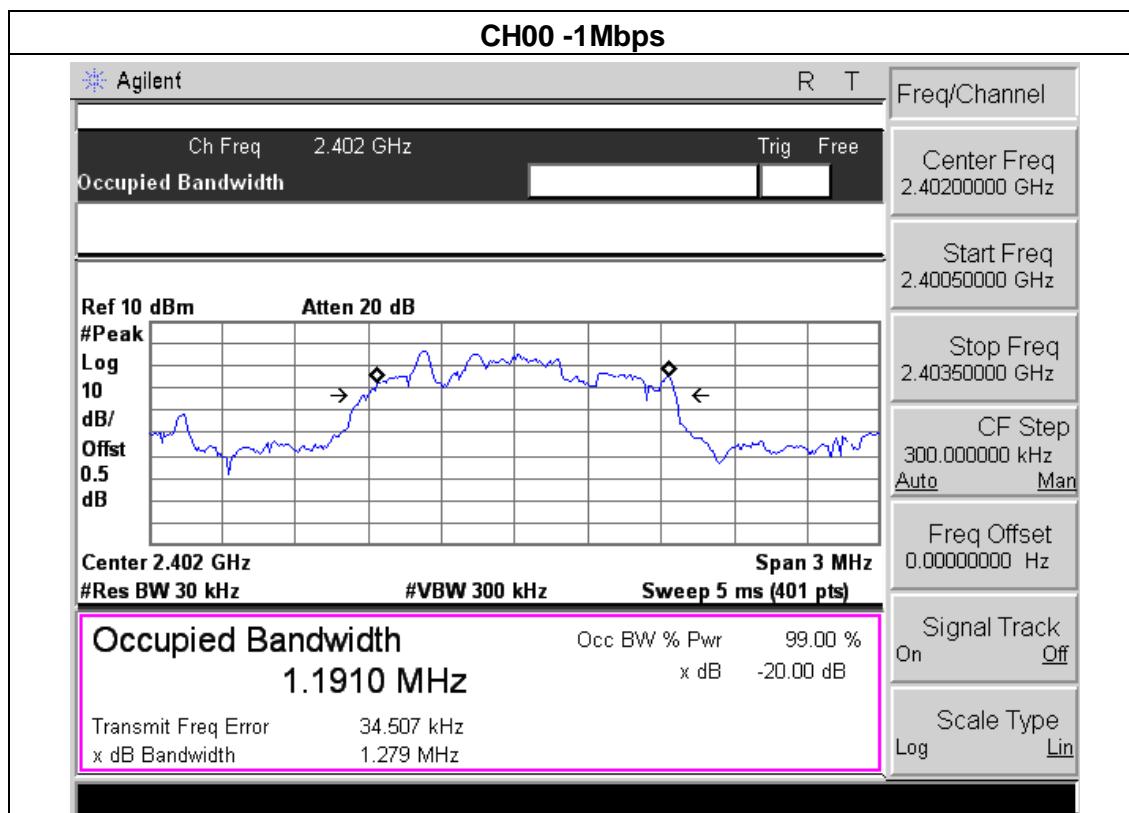 CH00 -1Mbps
Agilent R T
Ch Freq 2.402 GHz Trig Free
Occupied Bandwidth
Ref 10 dBm Atten 20 dB
#Peak
Log
10
dB/
Offst
0.5
dB
Center 2.402 GHz Span 3 MHz
#Res BW 30 kHz #VBW 300 kHz Sweep 5 ms (401 pts)
Occupied Bandwidth Occ BW % Pwr 99.00 %
1.1910 MHz x dB -20.00 dB
Transmit Freq Error 34.507 kHz
x dB Bandwidth 1.279 MHz
Freq/Channel
Center Freq
2.40200000 GHz
Start Freq
2.40050000 GHz
Stop Freq
2.40350000 GHz
CF Step
300.000000 kHz
Auto Man
Freq Offset
0.00000000 Hz
Signal Track
On Off
Scale Type
Log Lin